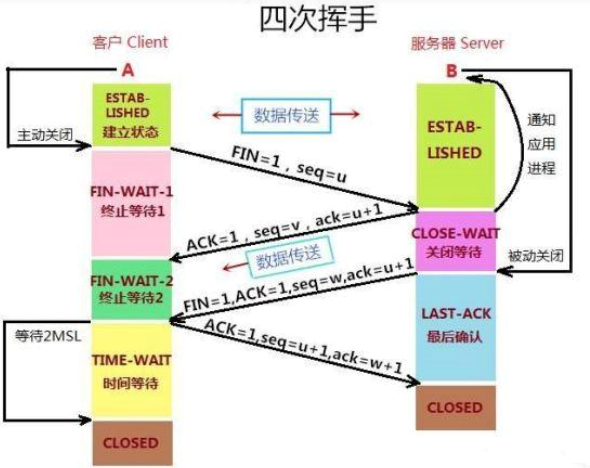 四次挥手
客户 Client
服务器 Server
A
B
ESTAB-
LISHED
建立状态
数据传送
ESTAB-
LISHED
通知
应用
进程
主动关闭
FIN=1，seq=u
FIN-WAIT-1
终止等待1
ACK=1，seq=v，ack=u+1
CLOSE-WAIT
关闭等待
被动关闭
数据传送
FIN-WAIT-2
终止等待2
FIN=1,ACK=1,seq=w,ack=u+1
LAST-ACK
最后确认
等待2MSL
ACK=1,seq=u+1,ack=w+1
TIME-WAIT
时间等待
CLOSED
CLOSED